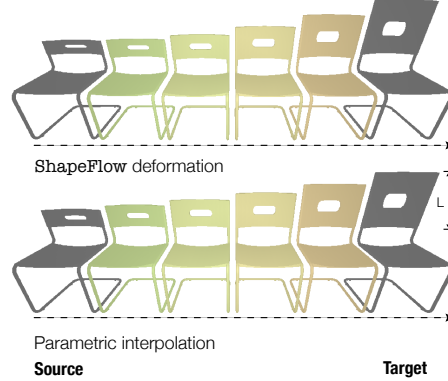 ShapeFlow deformation
L
Parametric interpolation
Source Target